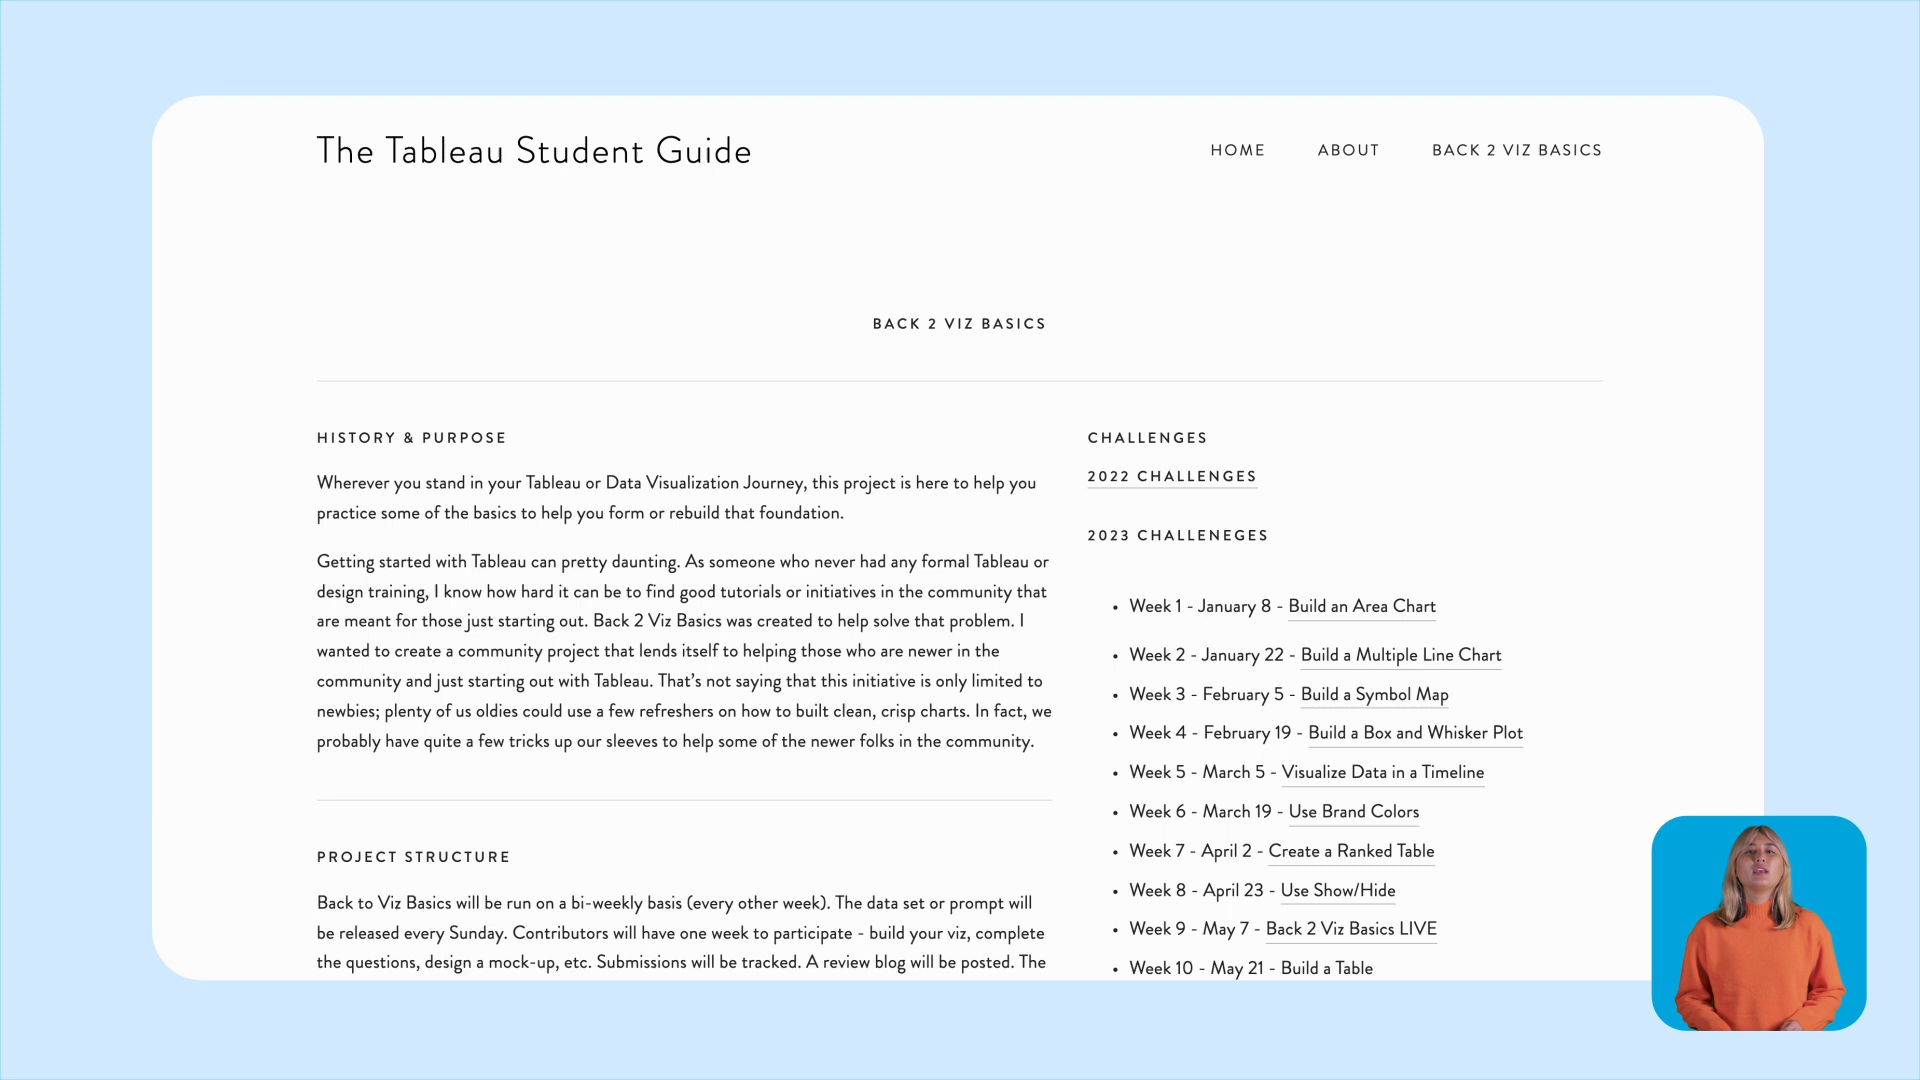 The Tableau Student Guide
HOME ABOUT BACK 2 VIZ BASICS
BACK 2 VIZ BASICS
HISTORY & PURPOSE
Wherever you stand in your Tableau or Data Visualization Journey, this project is here to help you
practice some of the basics to help you form or rebuild that foundation.
Getting started with Tableau can pretty daunting. As someone who never had any formal Tableau or
design training, I know how hard it can be to find good tutorials or initiatives in the community that
are meant for those just starting out. Back 2 Viz Basics was created to help solve that problem. I
wanted to create a community project that lends itself to helping those who are newer in the
community and just starting out with Tableau. That’s not saying that this initiative is only limited to
newbies; plenty of us oldies could use a few refreshers on how to built clean, crisp charts. In fact, we
probably have quite a few tricks up our sleeves to help some of the newer folks in the community.
PROJECT STRUCTURE
Back to Viz Basics will be run on a bi-weekly basis (every other week). The data set or prompt will
be released every Sunday. Contributors will have one week to participate - build your viz, complete
the questions, design a mock-up, etc. Submissions will be tracked. A review blog will be posted. The
CHALLENGES
2022 CHALLENGES
2023 CHALLENEGES
• Week 1 - January 8 - Build an Area Chart
• Week 2 - January 22 - Build a Multiple Line Chart
• Week 3 - February 5 - Build a Symbol Map
• Week 4 - February 19 - Build a Box and Whisker Plot
• Week 5 - March 5 - Visualize Data in a Timeline
• Week 6 - March 19 - Use Brand Colors
• Week 7 - April 2 - Create a Ranked Table
• Week 8 - April 23 - Use Show/Hide
• Week 9 - May 7 - Back 2 Viz Basics LIVE
• Week 10 - May 21 - Build a Table